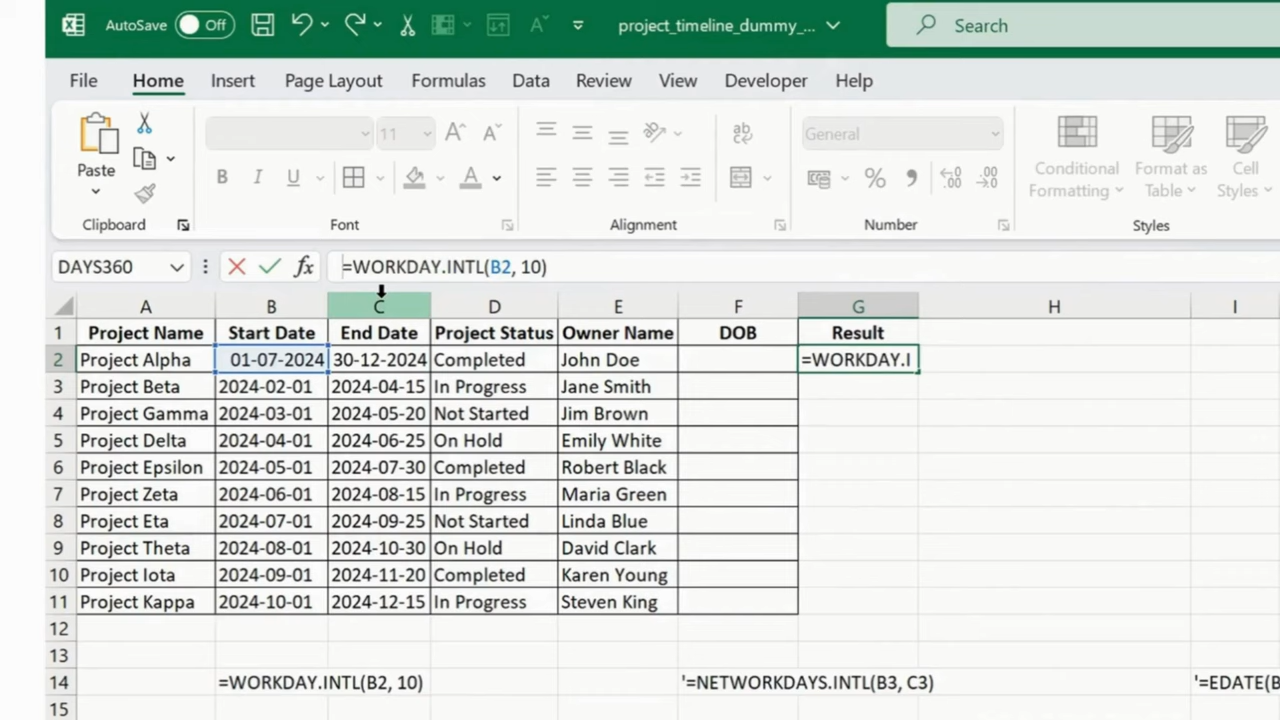 AutoSave Off project_timeline_dummy_... Search
File Home Insert Page Layout Formulas Data Review View Developer Help
11 A A ab General
Paste B I U A c % , Conditional Format as Cell
Formatting Table Styles
Clipboard Font Alignment Number Styles
DAYS360 fx =WORKDAY.INTL(B2, 10)
A B C D E F G H I
1 Project Name Start Date End Date Project Status Owner Name DOB Result
2 Project Alpha 01-07-2024 30-12-2024 Completed John Doe =WORKDAY.I
3 Project Beta 2024-02-01 2024-04-15 In Progress Jane Smith
4 Project Gamma 2024-03-01 2024-05-20 Not Started Jim Brown
5 Project Delta 2024-04-01 2024-06-25 On Hold Emily White
6 Project Epsilon 2024-05-01 2024-07-30 Completed Robert Black
7 Project Zeta 2024-06-01 2024-08-15 In Progress Maria Green
8 Project Eta 2024-07-01 2024-09-25 Not Started Linda Blue
9 Project Theta 2024-08-01 2024-10-30 On Hold David Clark
10 Project Iota 2024-09-01 2024-11-20 Completed Karen Young
11 Project Kappa 2024-10-01 2024-12-15 In Progress Steven King
12
13
14 =WORKDAY.INTL(B2, 10) '=NETWORKDAYS.INTL(B3, C3) '=EDATE(B
15